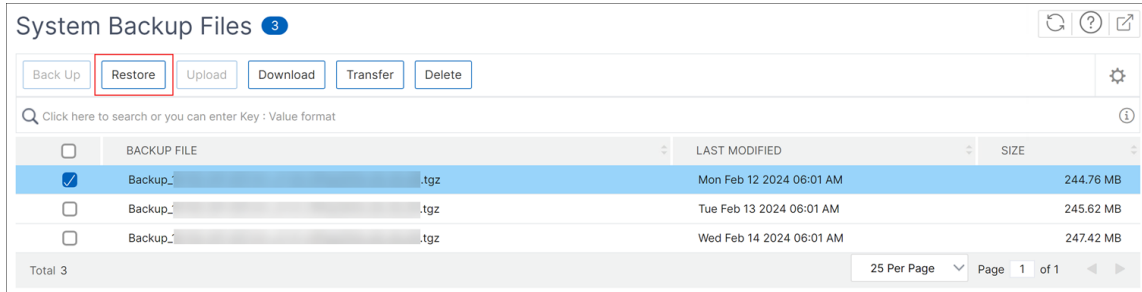 System Backup Files 3
Back Up Restore Upload Download Transfer Delete
Click here to search or you can enter Key : Value format
BACKUP FILE LAST MODIFIED SIZE
Backup_ .tgz Mon Feb 12 2024 06:01 AM 244.76 MB
Backup_ .tgz Tue Feb 13 2024 06:01 AM 245.62 MB
Backup_ .tgz Wed Feb 14 2024 06:01 AM 247.42 MB
Total 3 25 Per Page Page 1 of 1